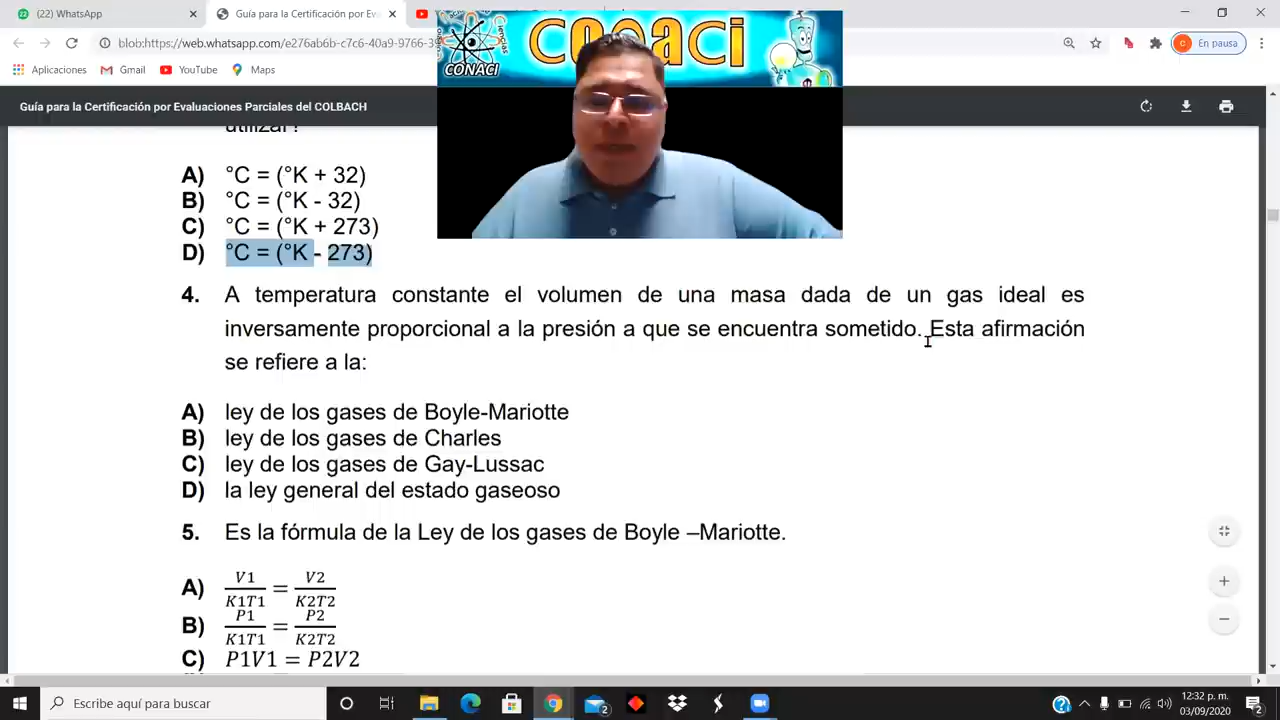 (22) WhatsApp
Guía para la Certificación por Eva
blob:https://web.whatsapp.com/e276ab6b-c7c6-40a9-9766-38
En pausa
Aplicaciones
Gmail
YouTube
Maps
conaci
Ciencias
CONACI
Guía para la Certificación por Evaluaciones Parciales del COLBACH
utilizar?
A) °C = (°K + 32)
B) °C = (°K - 32)
C) °C = (°K + 273)
D) °C = (°K - 273)
4. A temperatura constante el volumen de una masa dada de un gas ideal es
inversamente proporcional a la presión a que se encuentra sometido. Esta afirmación
se refiere a la:
A) ley de los gases de Boyle-Mariotte
B) ley de los gases de Charles
C) ley de los gases de Gay-Lussac
D) la ley general del estado gaseoso
5. Es la fórmula de la Ley de los gases de Boyle –Mariotte.
A) V1/K1T1 = V2/K2T2
B) P1/K1T1 = P2/K2T2
C) P1V1 = P2V2
Escribe aquí para buscar
12:32 p. m.
03/09/2020